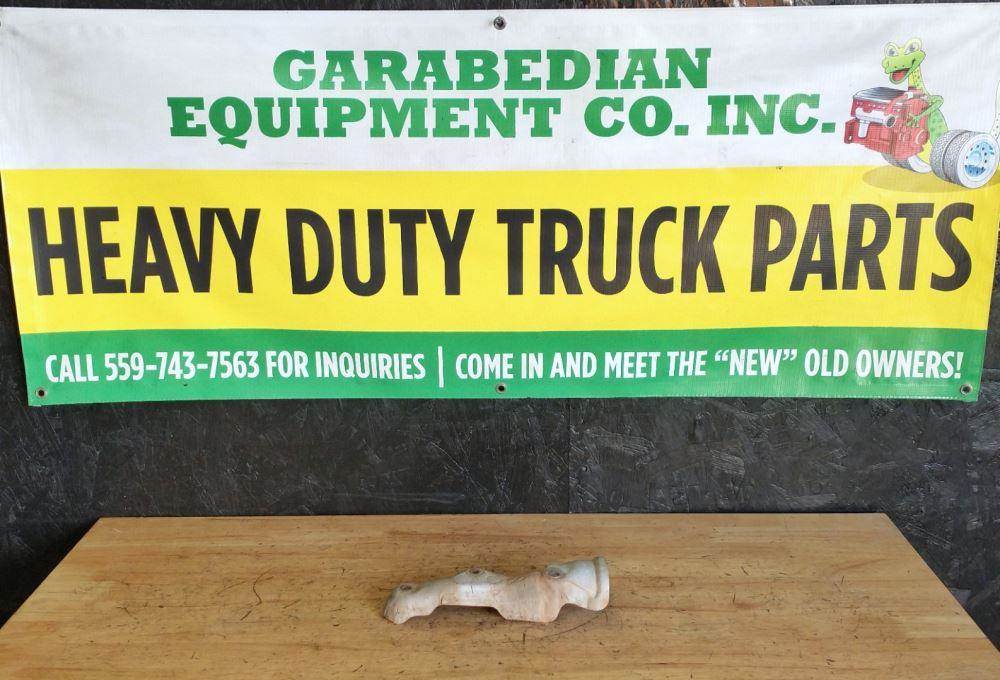 GARABEDIAN
EQUIPMENT CO. INC.
HEAVY DUTY TRUCK PARTS
CALL 559-743-7563 FOR INQUIRIES | COME IN AND MEET THE “NEW” OLD OWNERS!